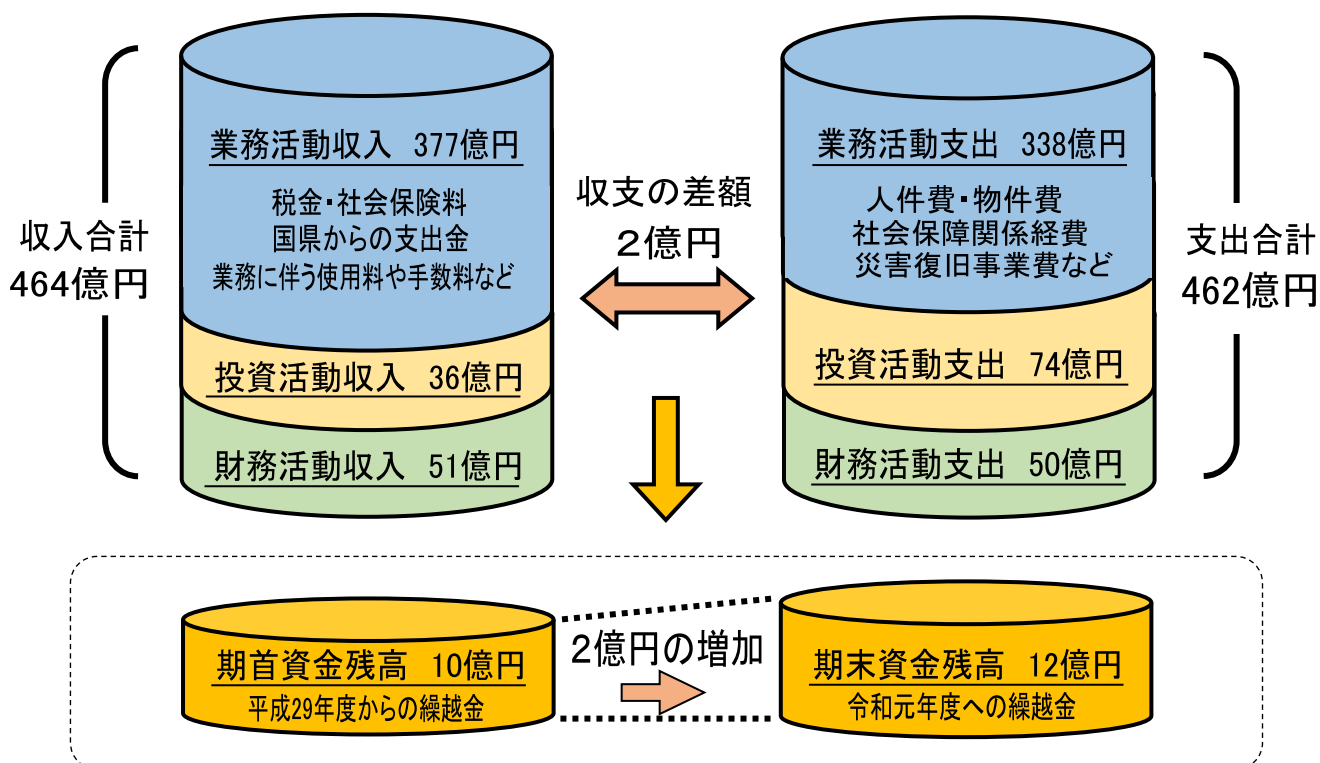 収入合計
464億円
業務活動収入 377億円
税金・社会保険料
国県からの支出金
業務に伴う使用料や手数料など
投資活動収入 36億円
財務活動収入 51億円
収支の差額
2億円
業務活動支出 338億円
人件費・物件費
社会保障関係経費
災害復旧事業費など
投資活動支出 74億円
財務活動支出 50億円
支出合計
462億円
期首資金残高 10億円
平成29年度からの繰越金
2億円の増加
期末資金残高 12億円
令和元年度への繰越金